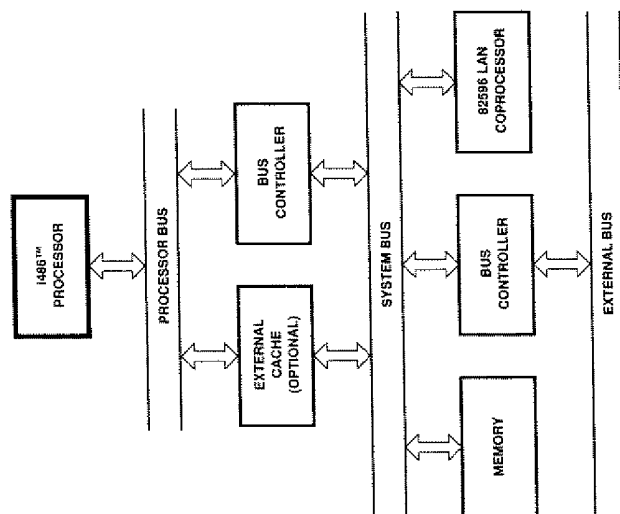 i486™
PROCESSOR
PROCESSOR BUS
EXTERNAL
CACHE
(OPTIONAL)
BUS
CONTROLLER
SYSTEM BUS
MEMORY
BUS
CONTROLLER
82596 LAN
COPROCESSOR
EXTERNAL BUS